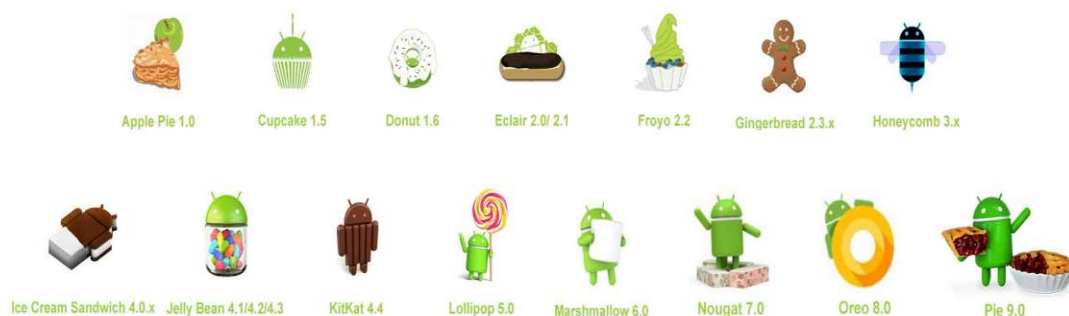 Apple Pie 1.0
Cupcake 1.5
Donut 1.6
Eclair 2.0/ 2.1
Froyo 2.2
Gingerbread 2.3.x
Honeycomb 3.x
Ice Cream Sandwich 4.0.x
Jelly Bean 4.1/4.2/4.3
KitKat 4.4
Lollipop 5.0
Marshmallow 6.0
Nougat 7.0
Oreo 8.0
Pie 9.0